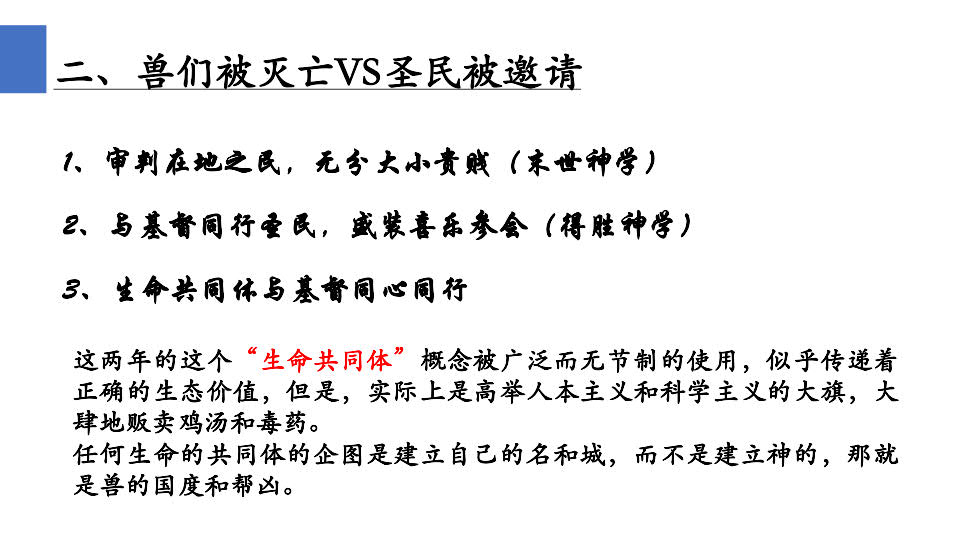 二、兽们被灭亡VS圣民被邀请
1、审判在地之民，无分大小贵贱（末世神学）
2、与基督同行圣民，盛装喜乐参会（得胜神学）
3、生命共同体与基督同心同行
这两年的这个“生命共同体”概念被广泛而无节制的使用，似乎传递着
正确的生态价值，但是，实际上是高举人本主义和科学主义的大旗，大
肆地贩卖鸡汤和毒药。
任何生命的共同体的企图是建立自己的名和城，而不是建立神的，那就
是兽的国度和帮凶。